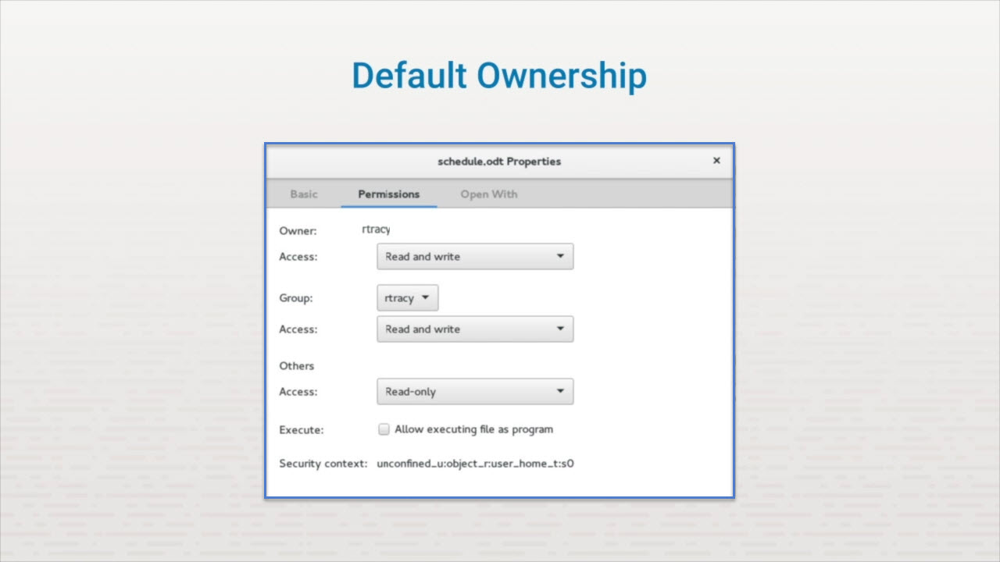 Default Ownership
schedule.odt Properties ×
Basic Permissions Open With
Owner: rtracy
Access: Read and write
Group: rtracy
Access: Read and write
Others
Access: Read-only
Execute: Allow executing file as program
Security context: unconfined_u:object_r:user_home_t:s0